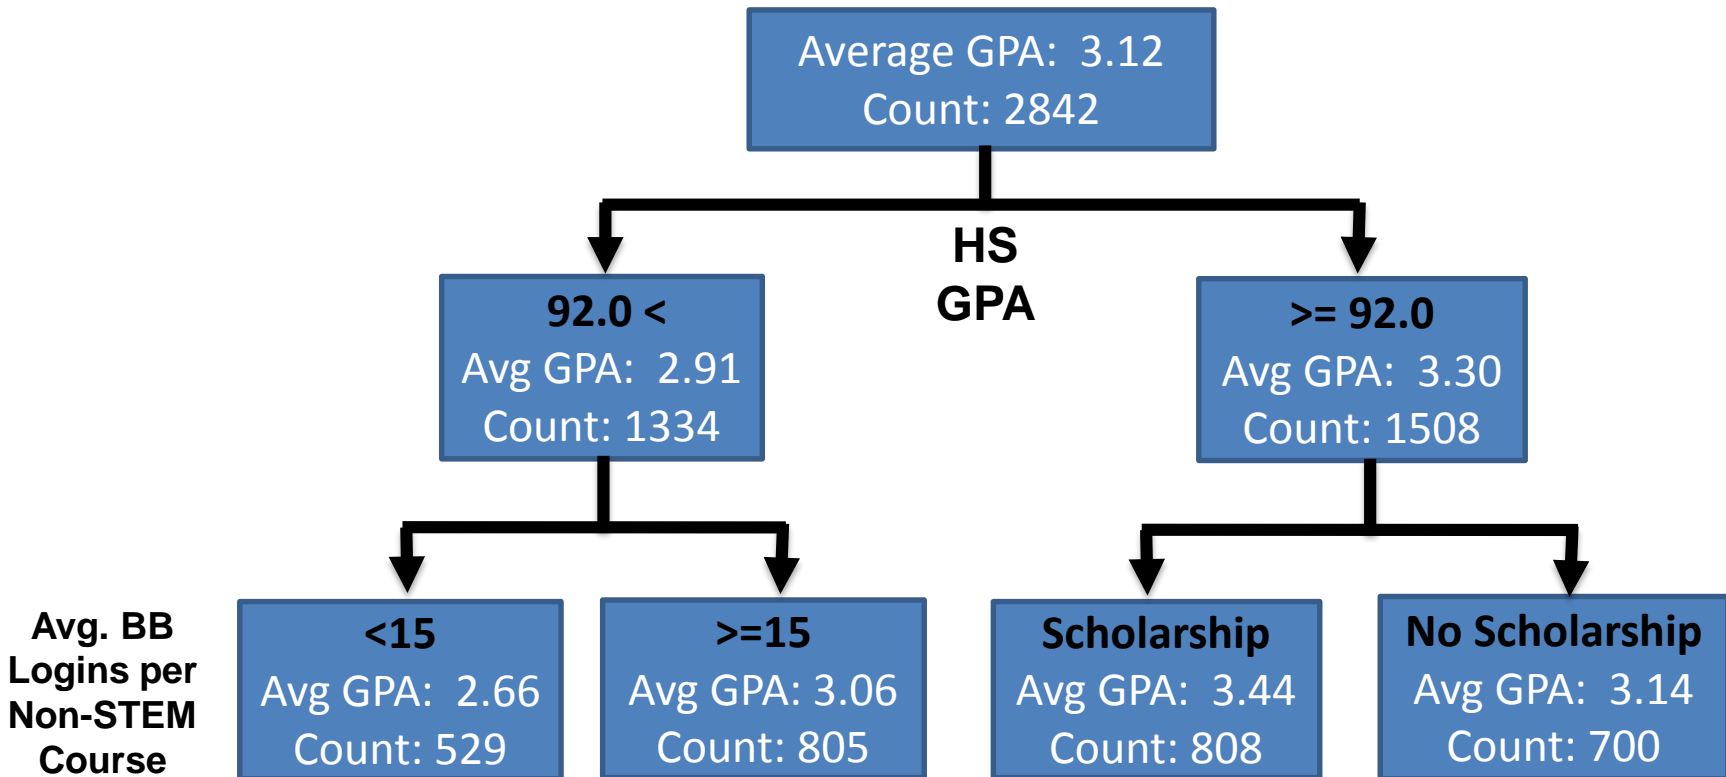 Average GPA:  3.12
Count: 2842
HS
GPA
92.0 <
Avg GPA:  2.91
Count: 1334
>= 92.0
Avg GPA:  3.30
Count: 1508
Avg. BB
Logins per
Non-STEM
Course
<15
Avg GPA:  2.66
Count: 529
>=15
Avg GPA: 3.06
Count: 805
Scholarship
Avg GPA:  3.44
Count: 808
No Scholarship
Avg GPA:  3.14
Count: 700